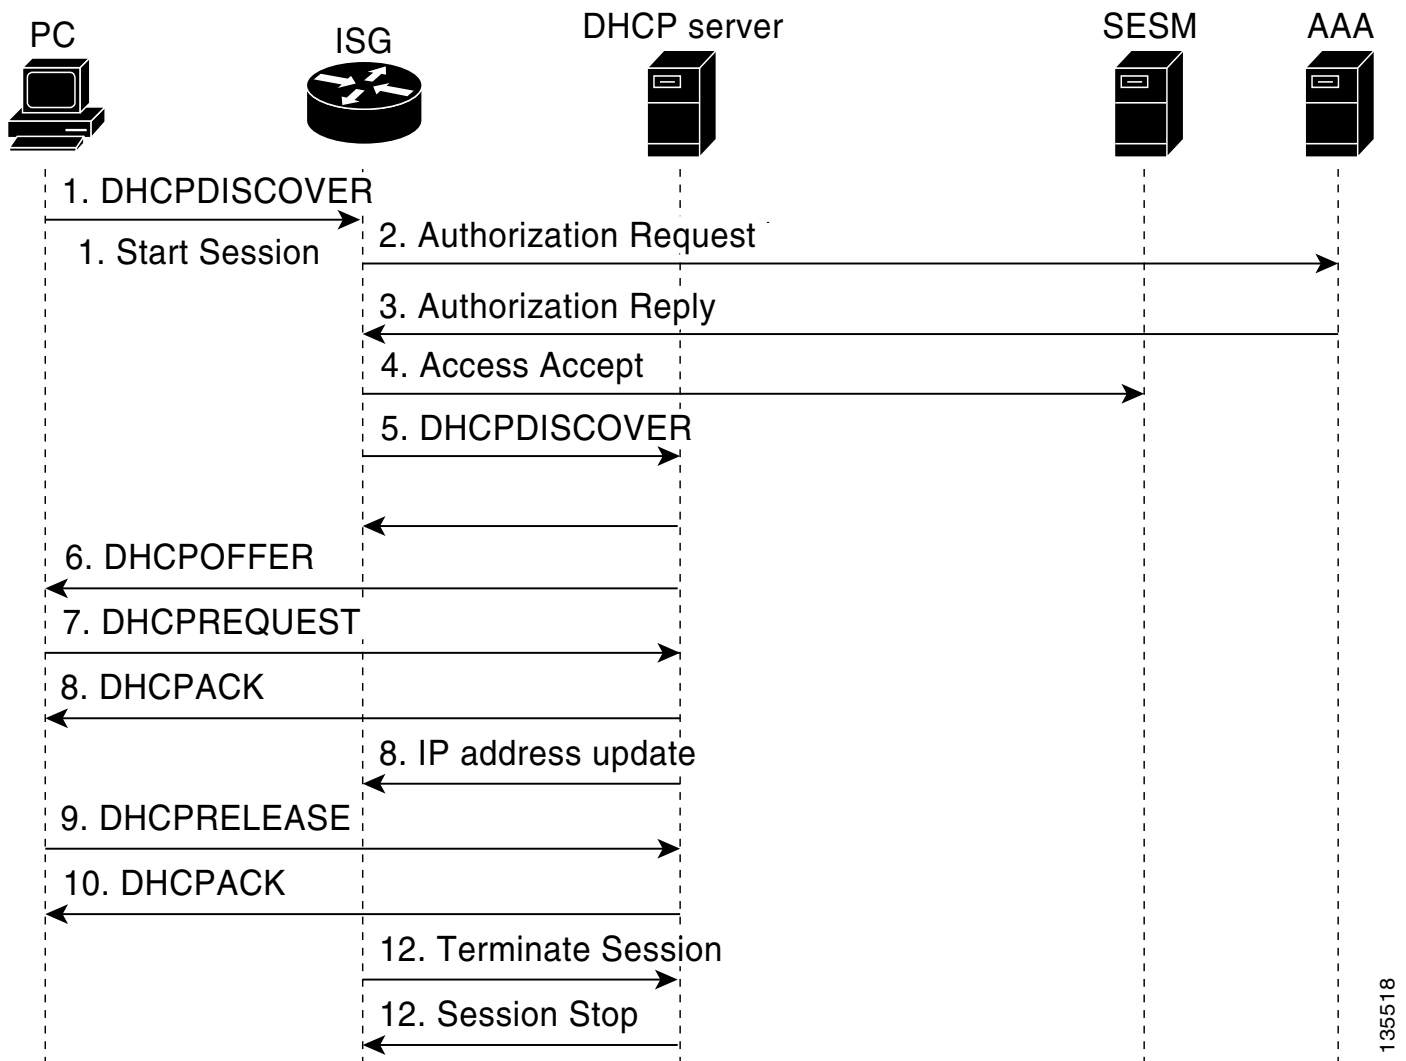 PC
ISG
DHCP server
SESM
AAA
1. DHCPDISCOVER
1. Start Session
2. Authorization Request
3. Authorization Reply
4. Access Accept
5. DHCPDISCOVER
6. DHCPOFFER
7. DHCPREQUEST
8. DHCPACK
8. IP address update
9. DHCPRELEASE
10. DHCPACK
12. Terminate Session
12. Session Stop
135518